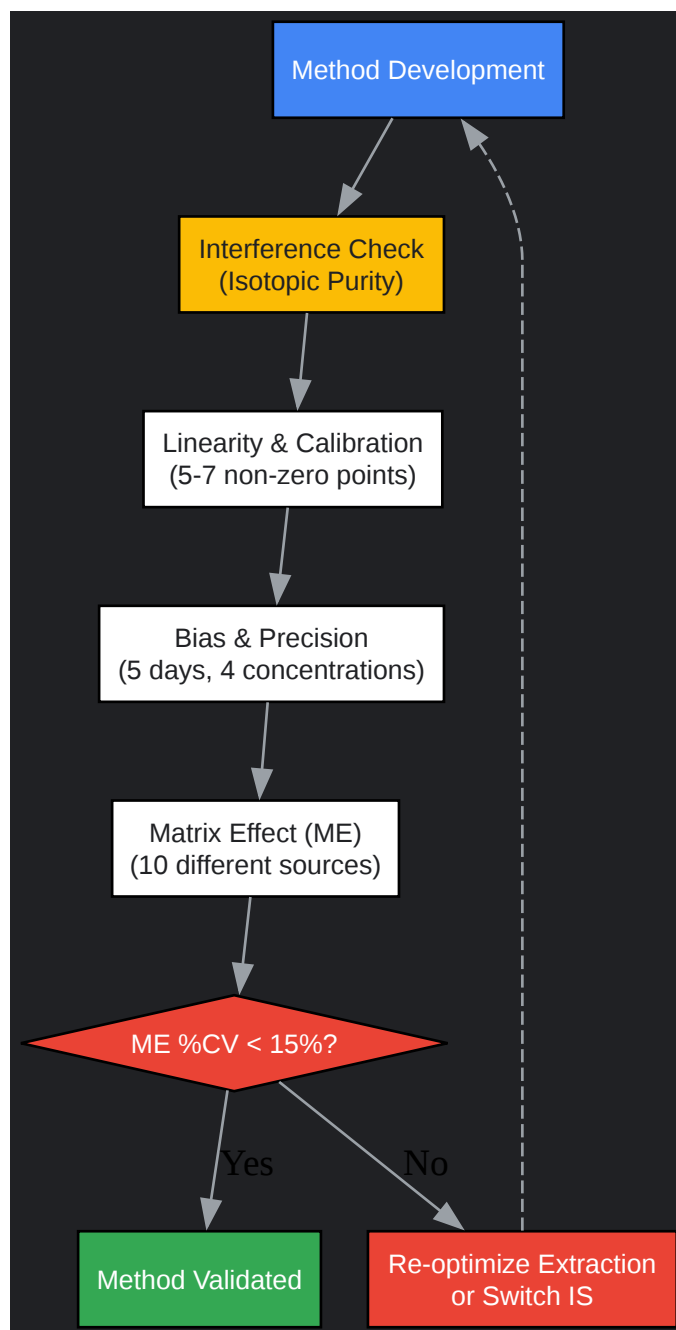 Method Development
Interference Check
(Isotopic Purity)
Linearity & Calibration
(5-7 non-zero points)
Bias & Precision
(5 days, 4 concentrations)
Matrix Effect (ME)
(10 different sources)
ME %CV < 15%?
Yes
No
Method Validated
Re-optimize Extraction
or Switch IS